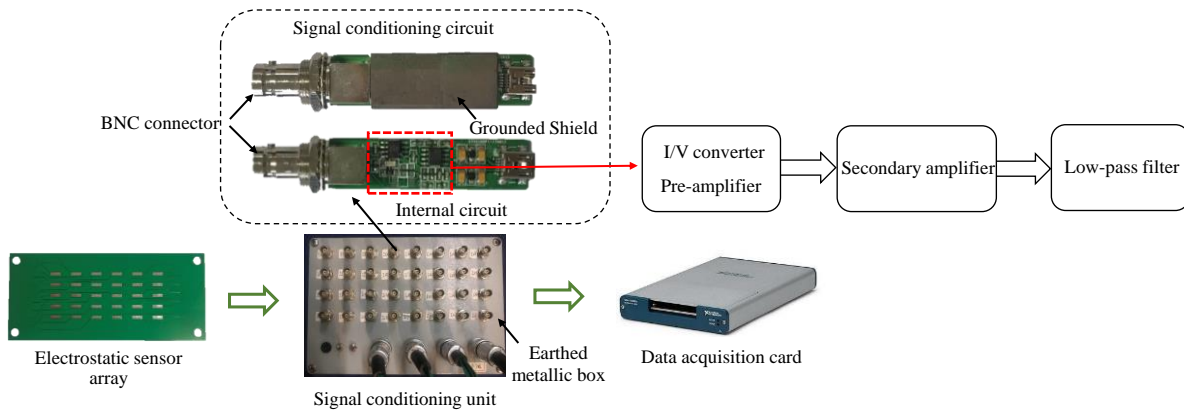 Signal conditioning circuit
BNC connector
Grounded Shield
Internal circuit
I/V converter
Pre-amplifier
Secondary amplifier
Low-pass filter
Electrostatic sensor
array
Earthed
metallic box
Signal conditioning unit
Data acquisition card